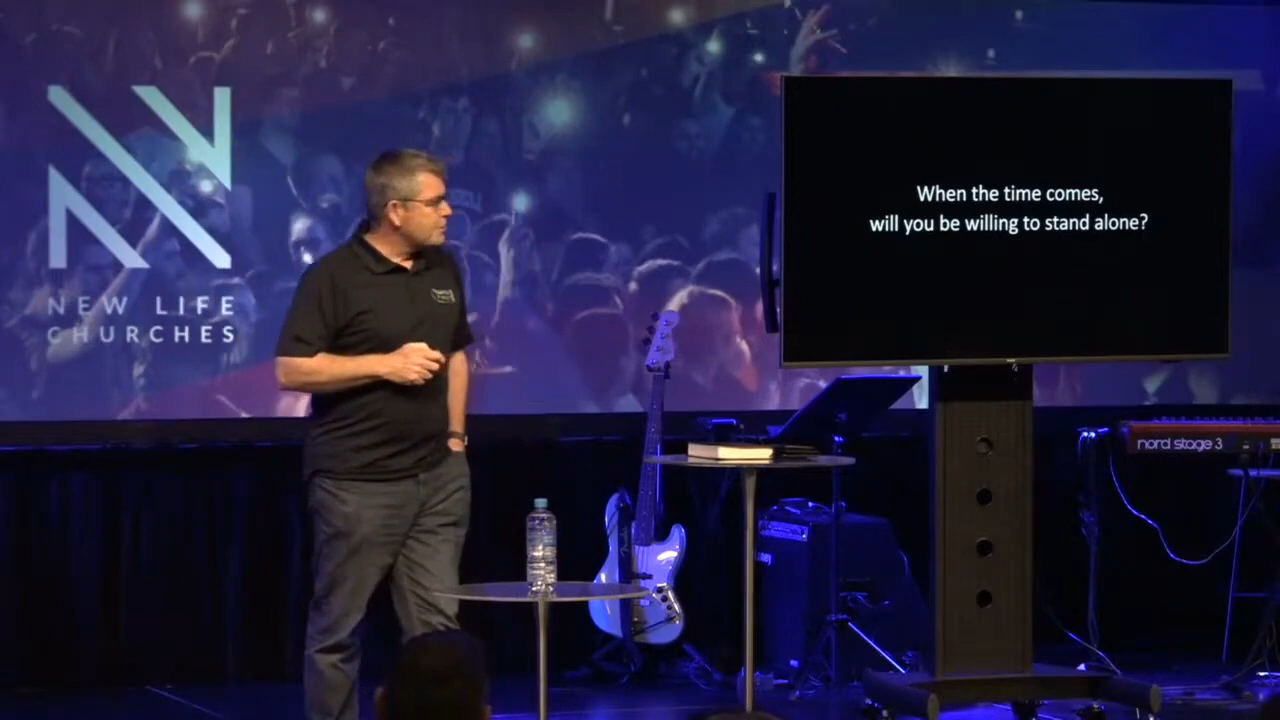 NEW LIFE
CHURCHES
When the time comes,
will you be willing to stand alone?
nord stage 3